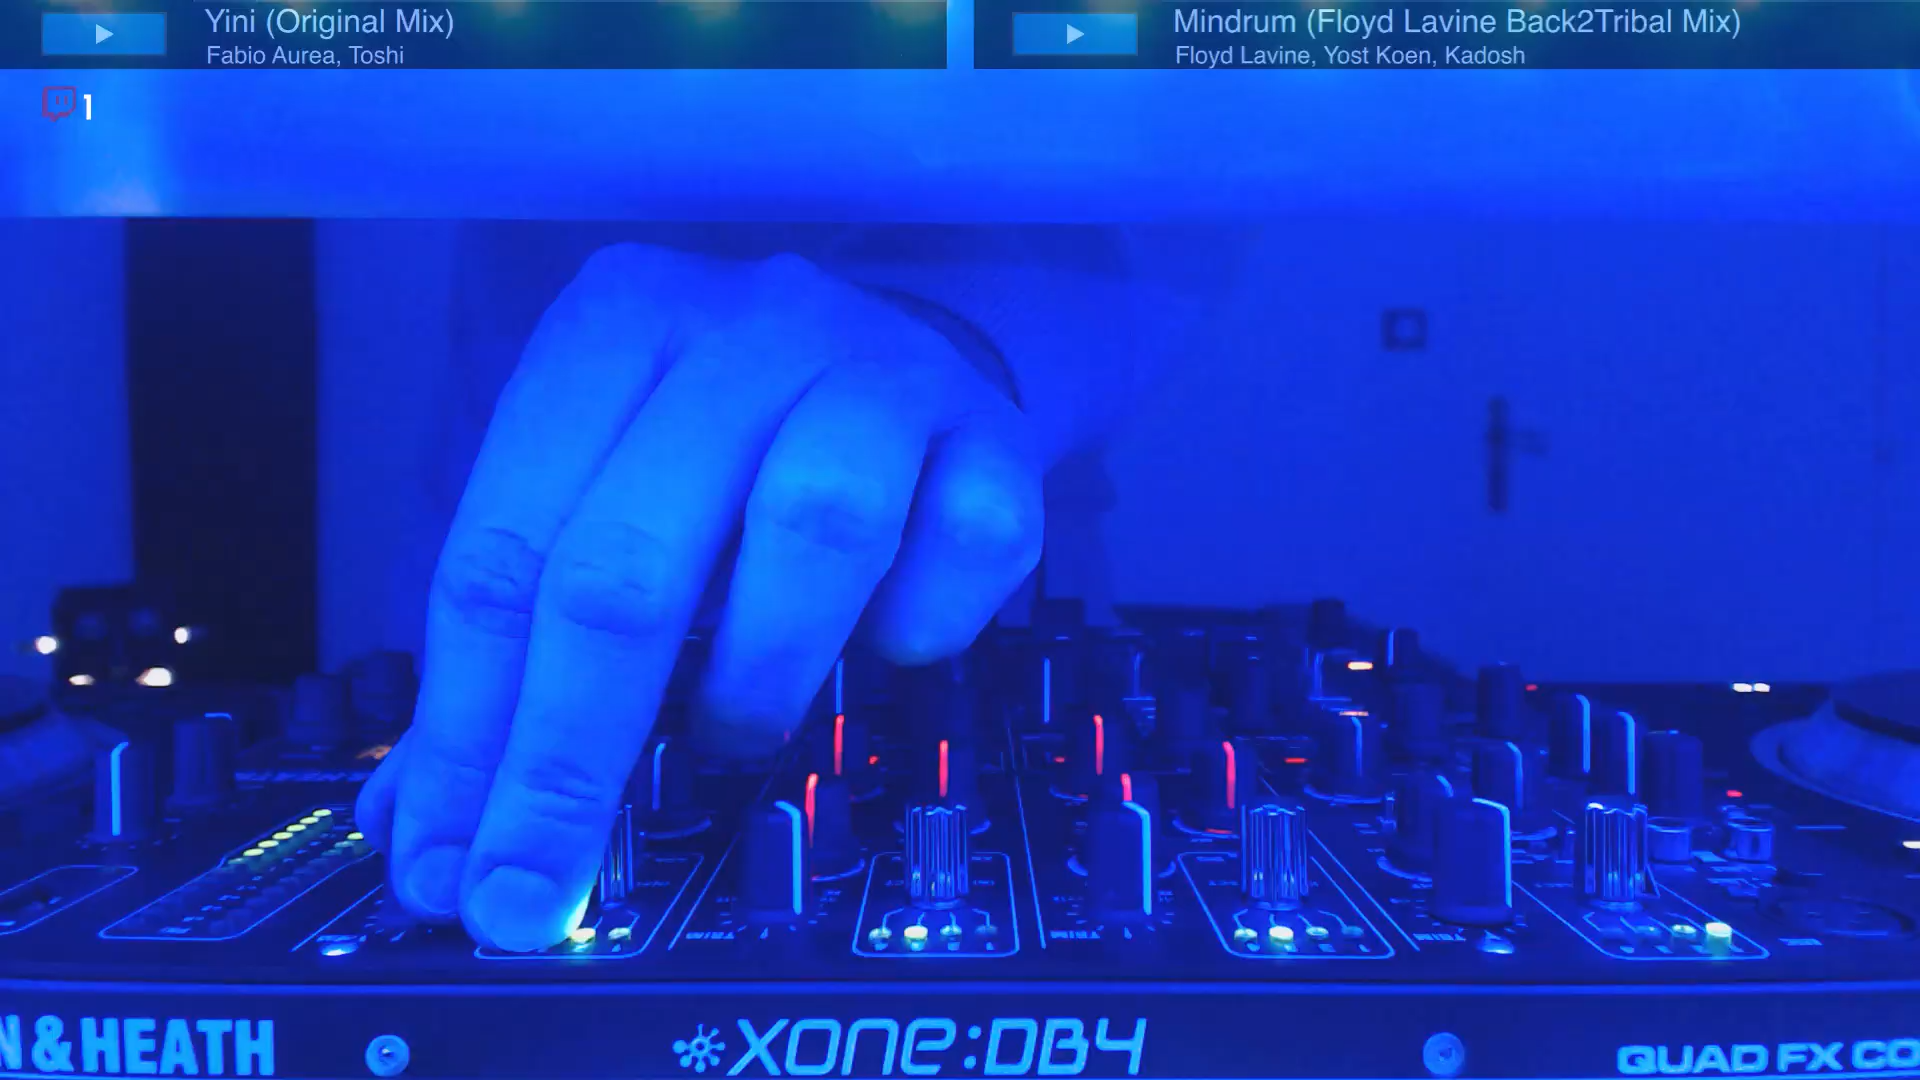 Yini (Original Mix)
Fabio Aurea, Toshi
Mindrum (Floyd Lavine Back2Tribal Mix)
Floyd Lavine, Yost Koen, Kadosh
1
N & HEATH
XONE:DB4
QUAD FX CO